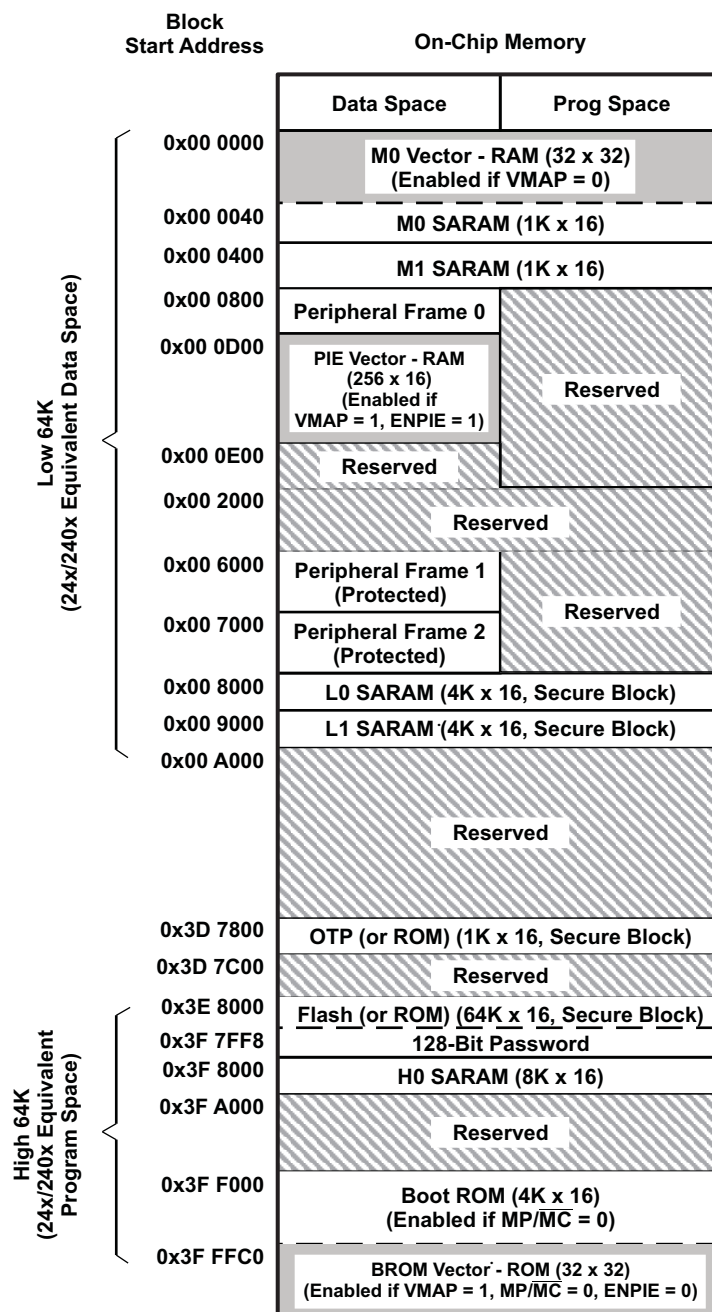 Block
Start Address
On-Chip Memory
Data Space
Prog Space
Low 64K
(24x/240x Equivalent Data Space)
0x00 0000
M0 Vector - RAM (32 x 32)
(Enabled if VMAP = 0)
0x00 0040
M0 SARAM (1K x 16)
0x00 0400
M1 SARAM (1K x 16)
0x00 0800
Peripheral Frame 0
0x00 0D00
PIE Vector - RAM
(256 x 16)
(Enabled if
VMAP = 1, ENPIE = 1)
Reserved
0x00 0E00
Reserved
0x00 2000
Reserved
0x00 6000
Peripheral Frame 1
(Protected)
Reserved
0x00 7000
Peripheral Frame 2
(Protected)
0x00 8000
L0 SARAM (4K x 16, Secure Block)
0x00 9000
L1 SARAM (4K x 16, Secure Block)
0x00 A000
Reserved
0x3D 7800
OTP (or ROM) (1K x 16, Secure Block)
0x3D 7C00
Reserved
High 64K
(24x/240x Equivalent
Program Space)
0x3E 8000
Flash (or ROM) (64K x 16, Secure Block)
0x3F 7FF8
128-Bit Password
0x3F 8000
H0 SARAM (8K x 16)
0x3F A000
Reserved
0x3F F000
Boot ROM (4K x 16)
(Enabled if MP/M̅C̅ = 0)
0x3F FFC0
BROM Vector - ROM (32 x 32)
(Enabled if VMAP = 1, MP/M̅C̅ = 0, ENPIE = 0)